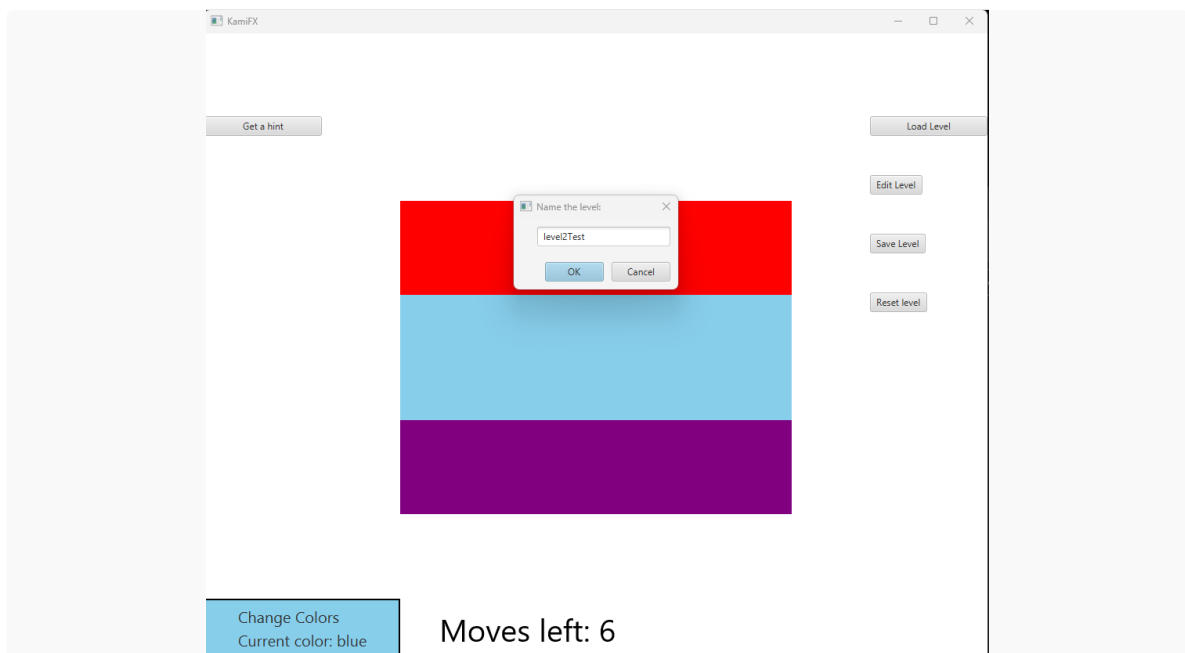 KamiFX
Get a hint
Load Level
Edit Level
Name the level:
level2Test
Save Level
OK Cancel
Reset level
Change Colors
Current color: blue
Moves left: 6